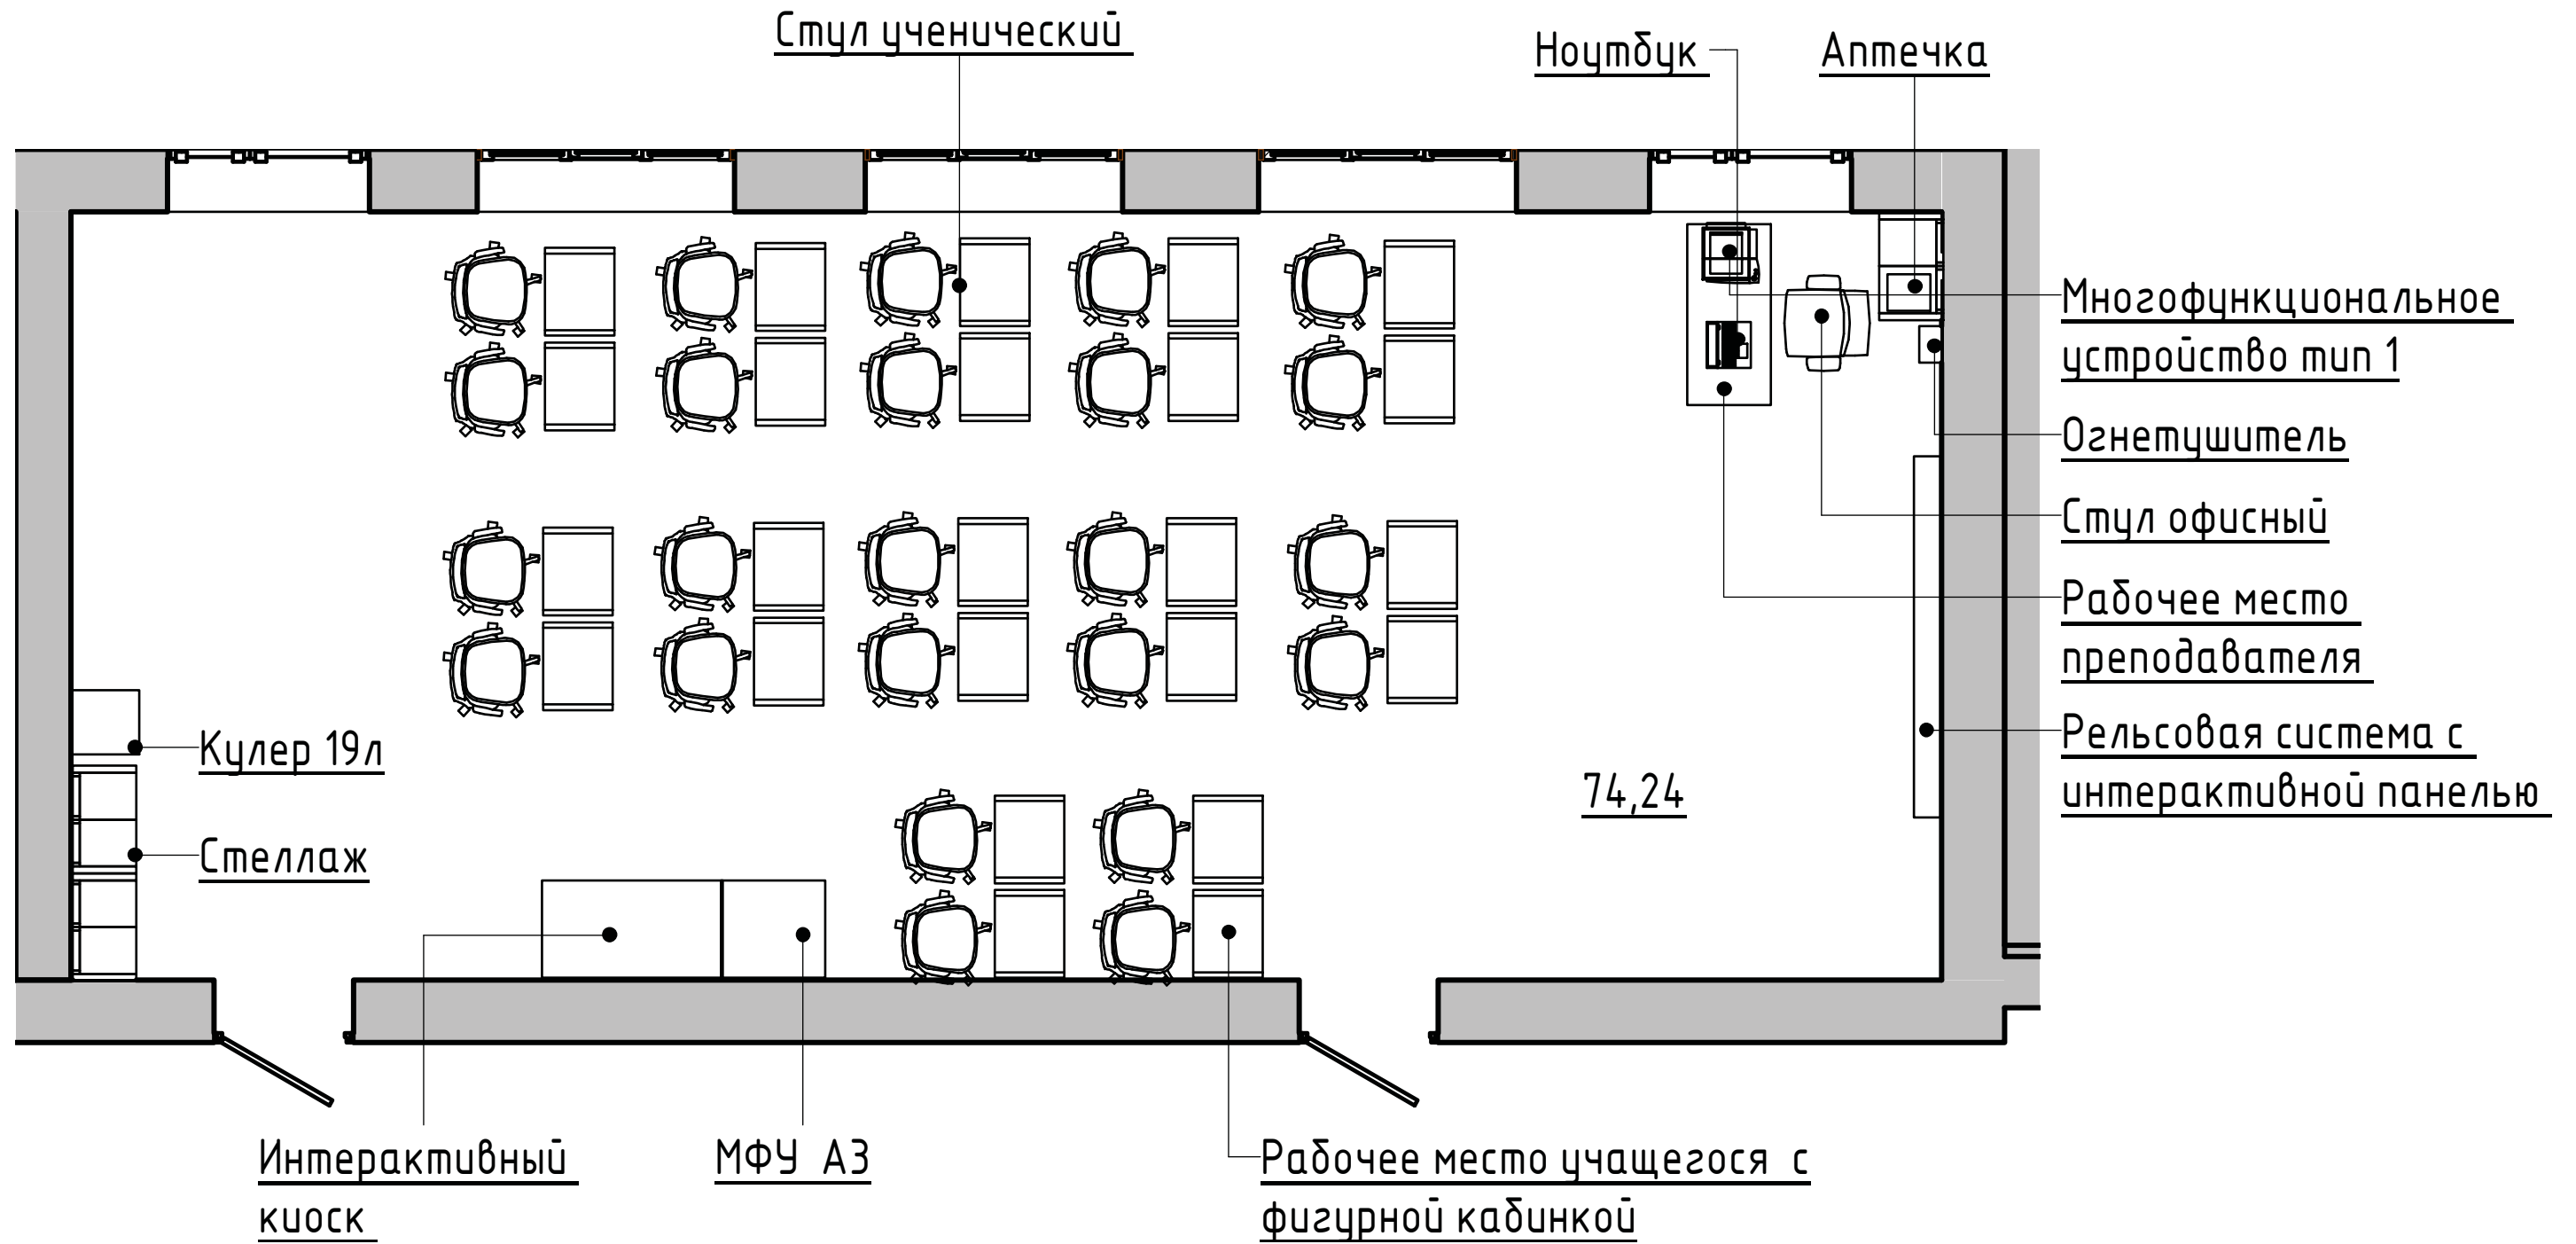 Стул ученический
Ноутбук
Аптечка
Многофункциональное
устройство тип 1
Огнетушитель
Стул офисный
Рабочее место
преподавателя
Рельсовая система с
интерактивной панелью
Кулер 19л
74,24
Стеллаж
Интерактивный
киоск
МФУ А3
Рабочее место учащегося с
фигурной кабинкой